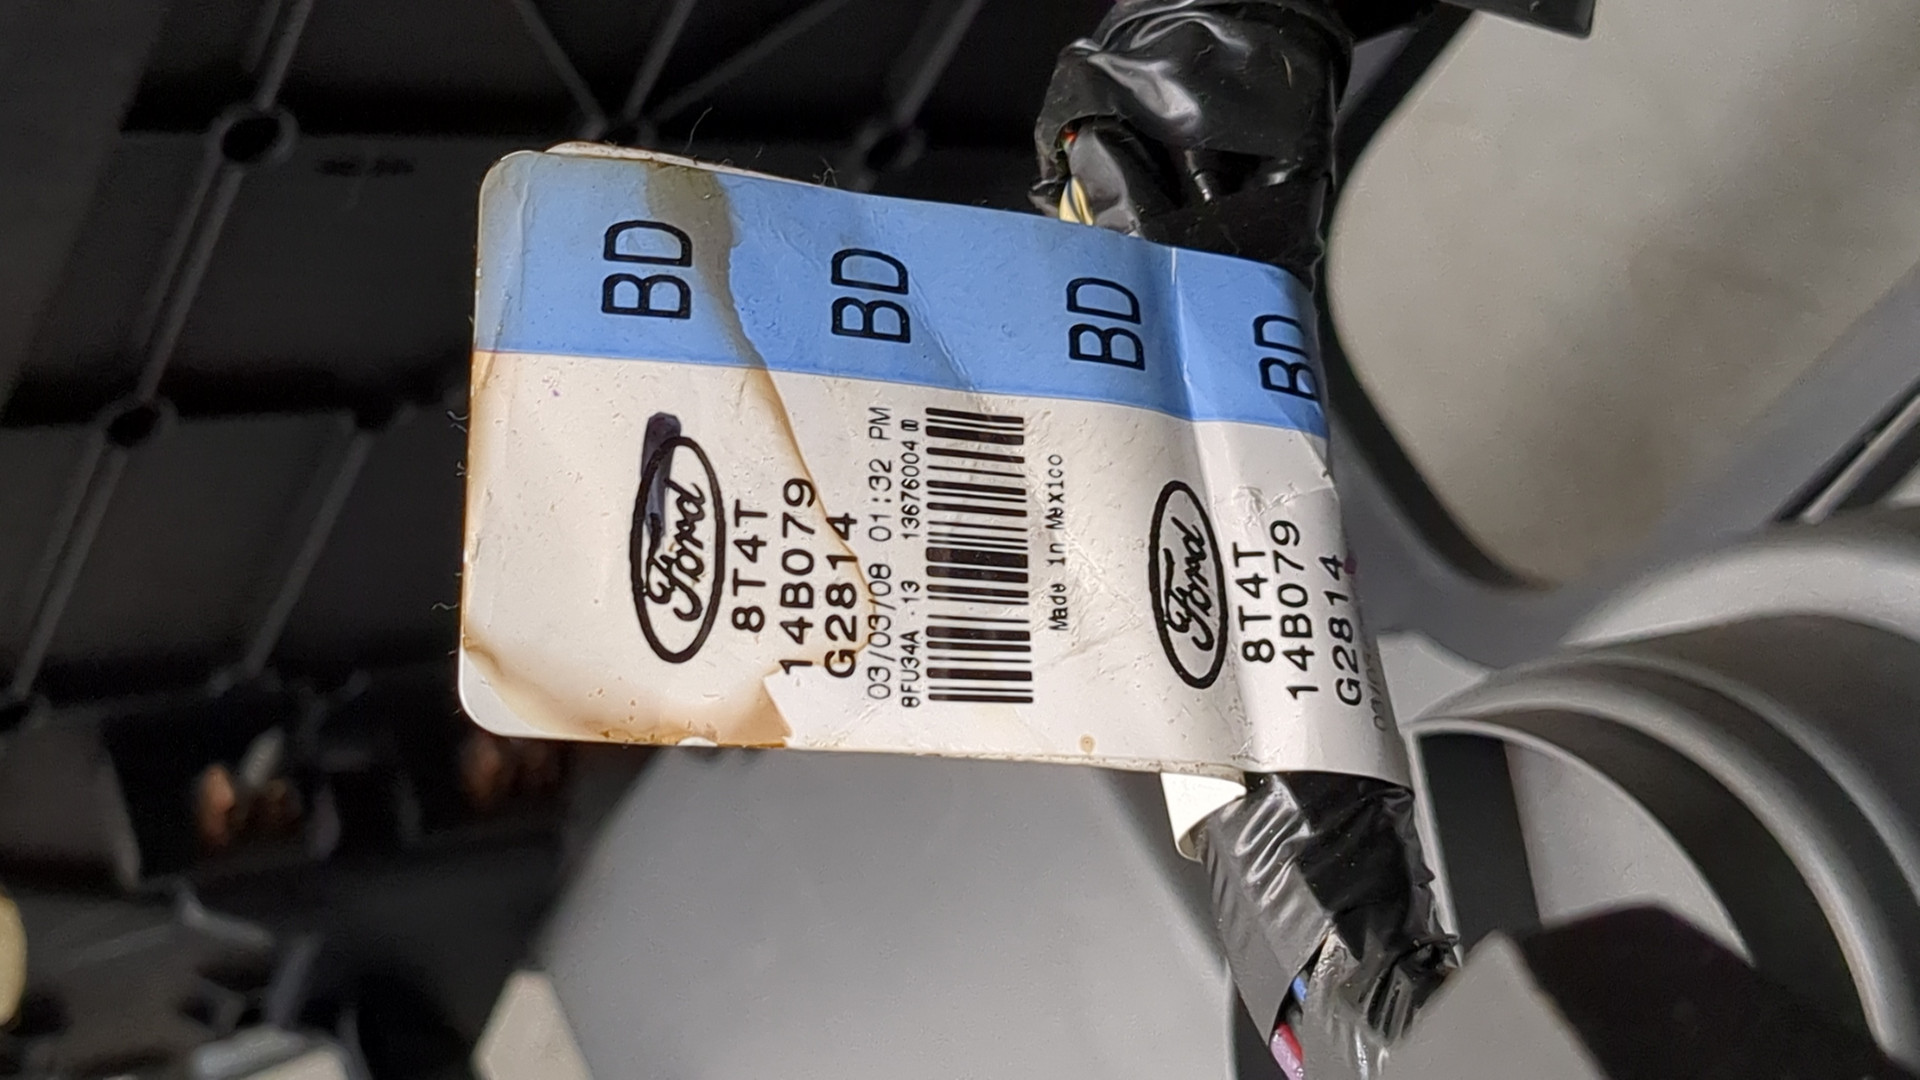 BD BD BD BD
Ford
8T4T
14B079
G2814
03/03/08 01:32 PM
8FU34A-13 13676004
Made in Mexico
Ford
8T4T
14B079
G2814